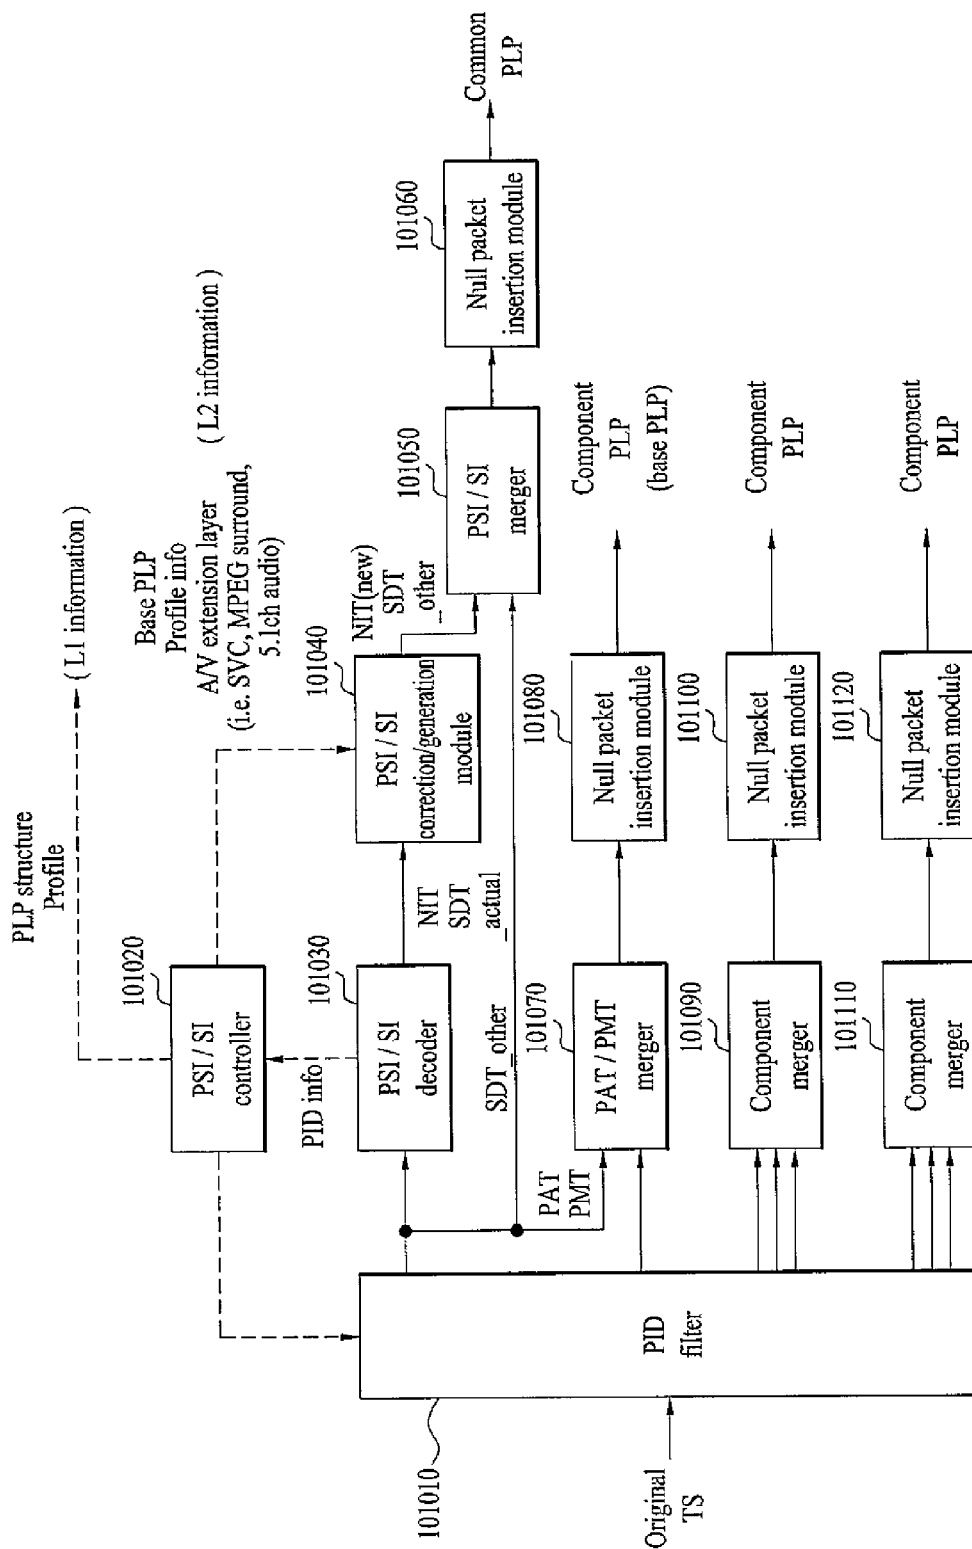 PLP structure
Profile
( L1 information )
Base PLP
Profile info
A/V extension layer
(i.e. SVC, MPEG surround,
5.1ch audio)
( L2 information )
101020
PSI / SI
controller
PID info
101030
PSI / SI
decoder
NIT
SDT
_actual
101040
PSI / SI
correction/generation
module
NIT(new)
SDT
_other
SDT_other
101050
PSI / SI
merger
101060
Null packet
insertion module
Common
PLP
PAT
PMT
101070
PAT / PMT
merger
101080
Null packet
insertion module
Component
PLP
(base PLP)
101090
Component
merger
101100
Null packet
insertion module
Component
PLP
101110
Component
merger
101120
Null packet
insertion module
Component
PLP
101010
PID
filter
Original
TS